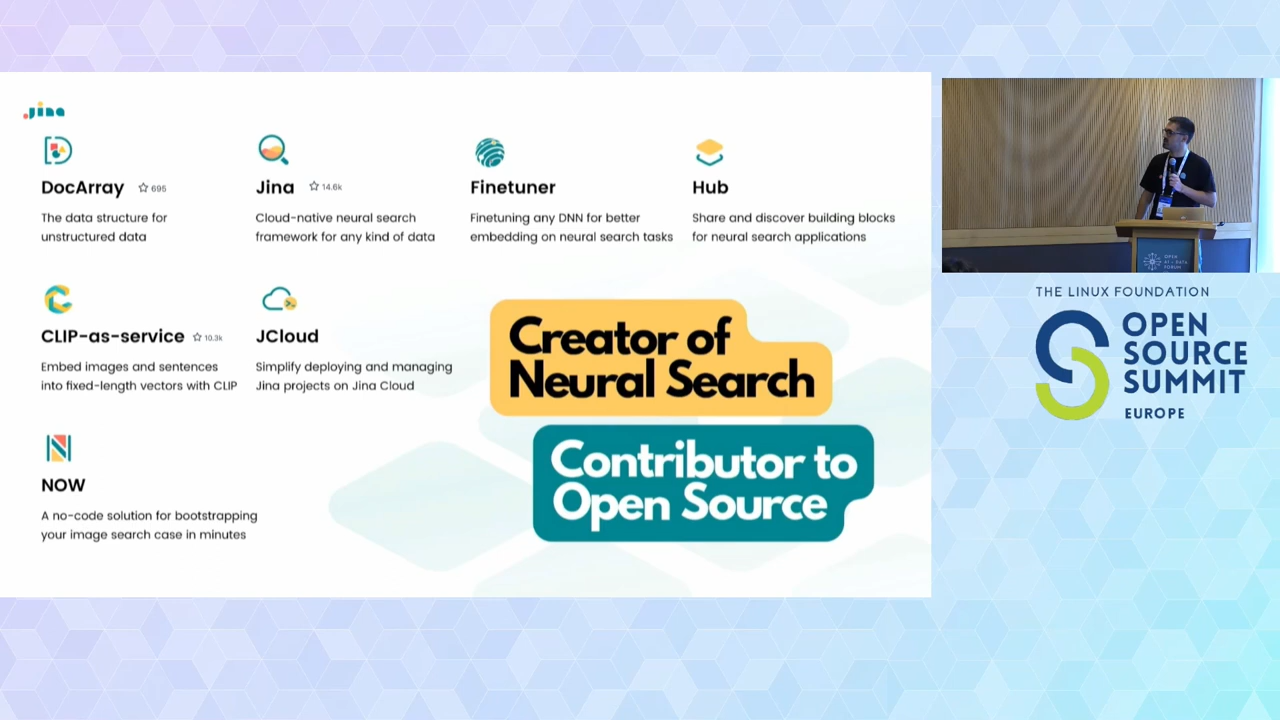 .jina
DocArray ☆ 695
The data structure for
unstructured data
Jina ☆ 14.6k
Cloud-native neural search
framework for any kind of data
Finetuner
Finetuning any DNN for better
embedding on neural search tasks
Hub
Share and discover building blocks
for neural search applications
CLIP-as-service ☆ 10.3k
Embed images and sentences
into fixed-length vectors with CLIP
JCloud
Simplify deploying and managing
Jina projects on Jina Cloud
NOW
A no-code solution for bootstrapping
your image search case in minutes
Creator of
Neural Search
Contributor to
Open Source
OPEN
AI + DATA
FORUM
THE LINUX FOUNDATION
OPEN
SOURCE
SUMMIT
EUROPE